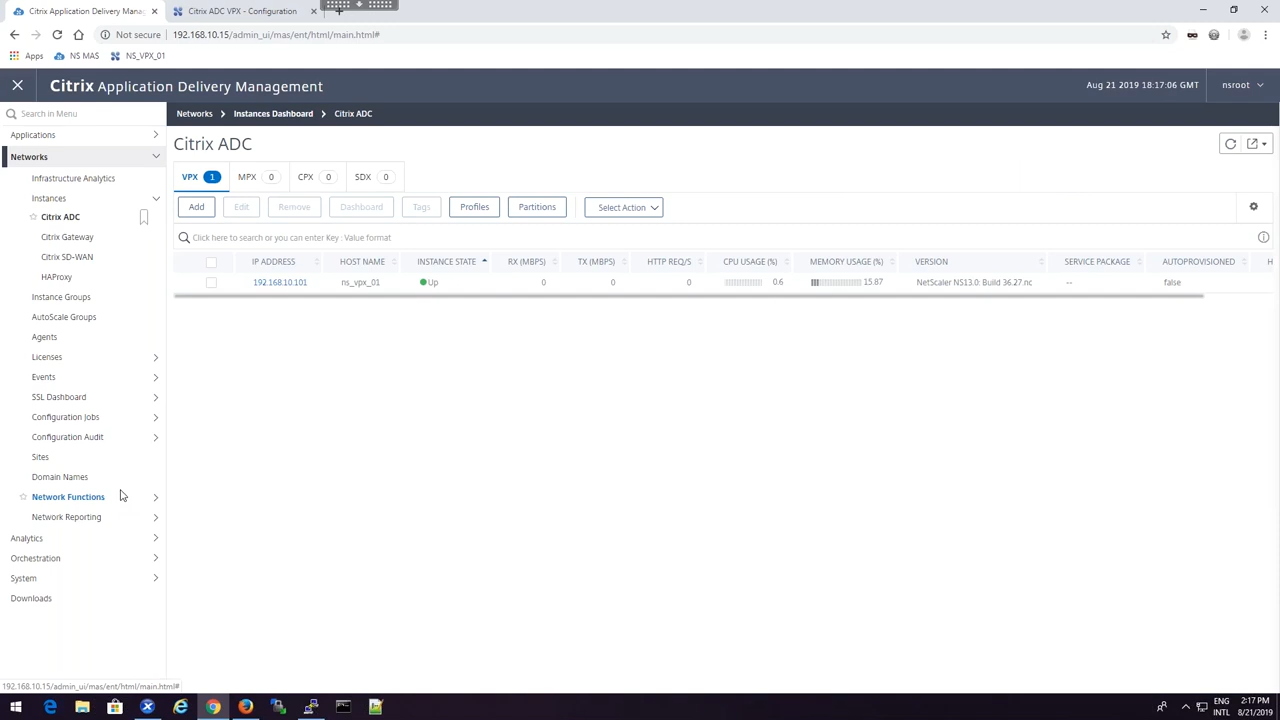 Citrix Application Delivery Mana
Citrix ADC VPX - Configuration
Not secure 192.168.10.15/admin_ui/mas/ent/html/main.html#
Apps NS MAS NS_VPX_01
Citrix Application Delivery Management
Aug 21 2019 18:17:06 GMT nsroot
Search in Menu
Applications
Networks
Infrastructure Analytics
Instances
Citrix ADC
Citrix Gateway
Citrix SD-WAN
HAProxy
Instance Groups
AutoScale Groups
Agents
Licenses
Events
SSL Dashboard
Configuration Jobs
Configuration Audit
Sites
Domain Names
Network Functions
Network Reporting
Analytics
Orchestration
System
Downloads
Networks Instances Dashboard Citrix ADC
Citrix ADC
VPX 1 MPX 0 CPX 0 SDX 0
Add Edit Remove Dashboard Tags Profiles Partitions Select Action
Click here to search or you can enter Key : Value format
IP ADDRESS HOST NAME INSTANCE STATE RX (MBPS) TX (MBPS) HTTP REQ/S CPU USAGE (%) MEMORY USAGE (%) VERSION SERVICE PACKAGE AUTOPROVISIONED H
192.168.10.101 ns_vpx_01 Up 0 0 0 0.6 15.87 NetScaler NS13.0: Build 36.27.nc -- false
192.168.10.15/admin_ui/mas/ent/html/main.html#
ENG
INTL
2:17 PM
8/21/2019